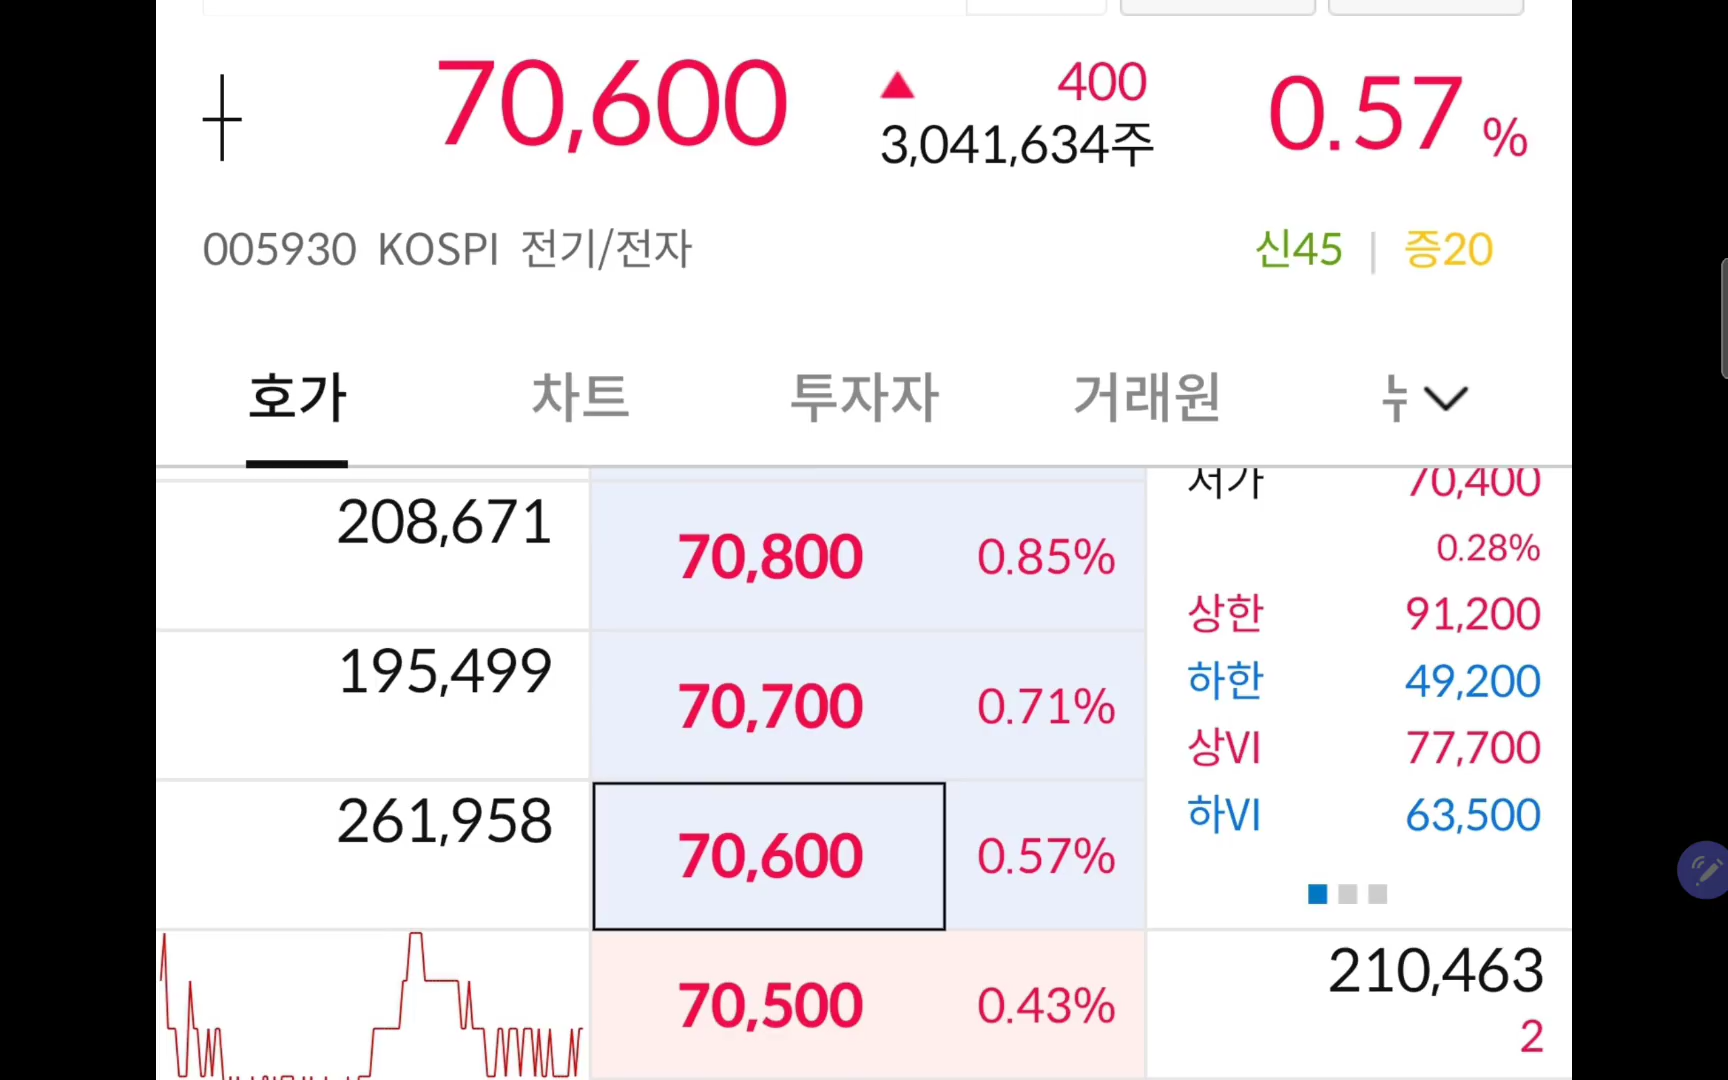 70,600 ▲ 400 0.57 %
3,041,634주
005930 KOSPI 전기/전자 신45 | 증20
호가 차트 투자자 거래원
70,400
0.28%
208,671 70,800 0.85%
상한 91,200
195,499 70,700 0.71%
하한 49,200
상VI 77,700
261,958 70,600 0.57%
하VI 63,500
70,500 0.43% 210,463
2